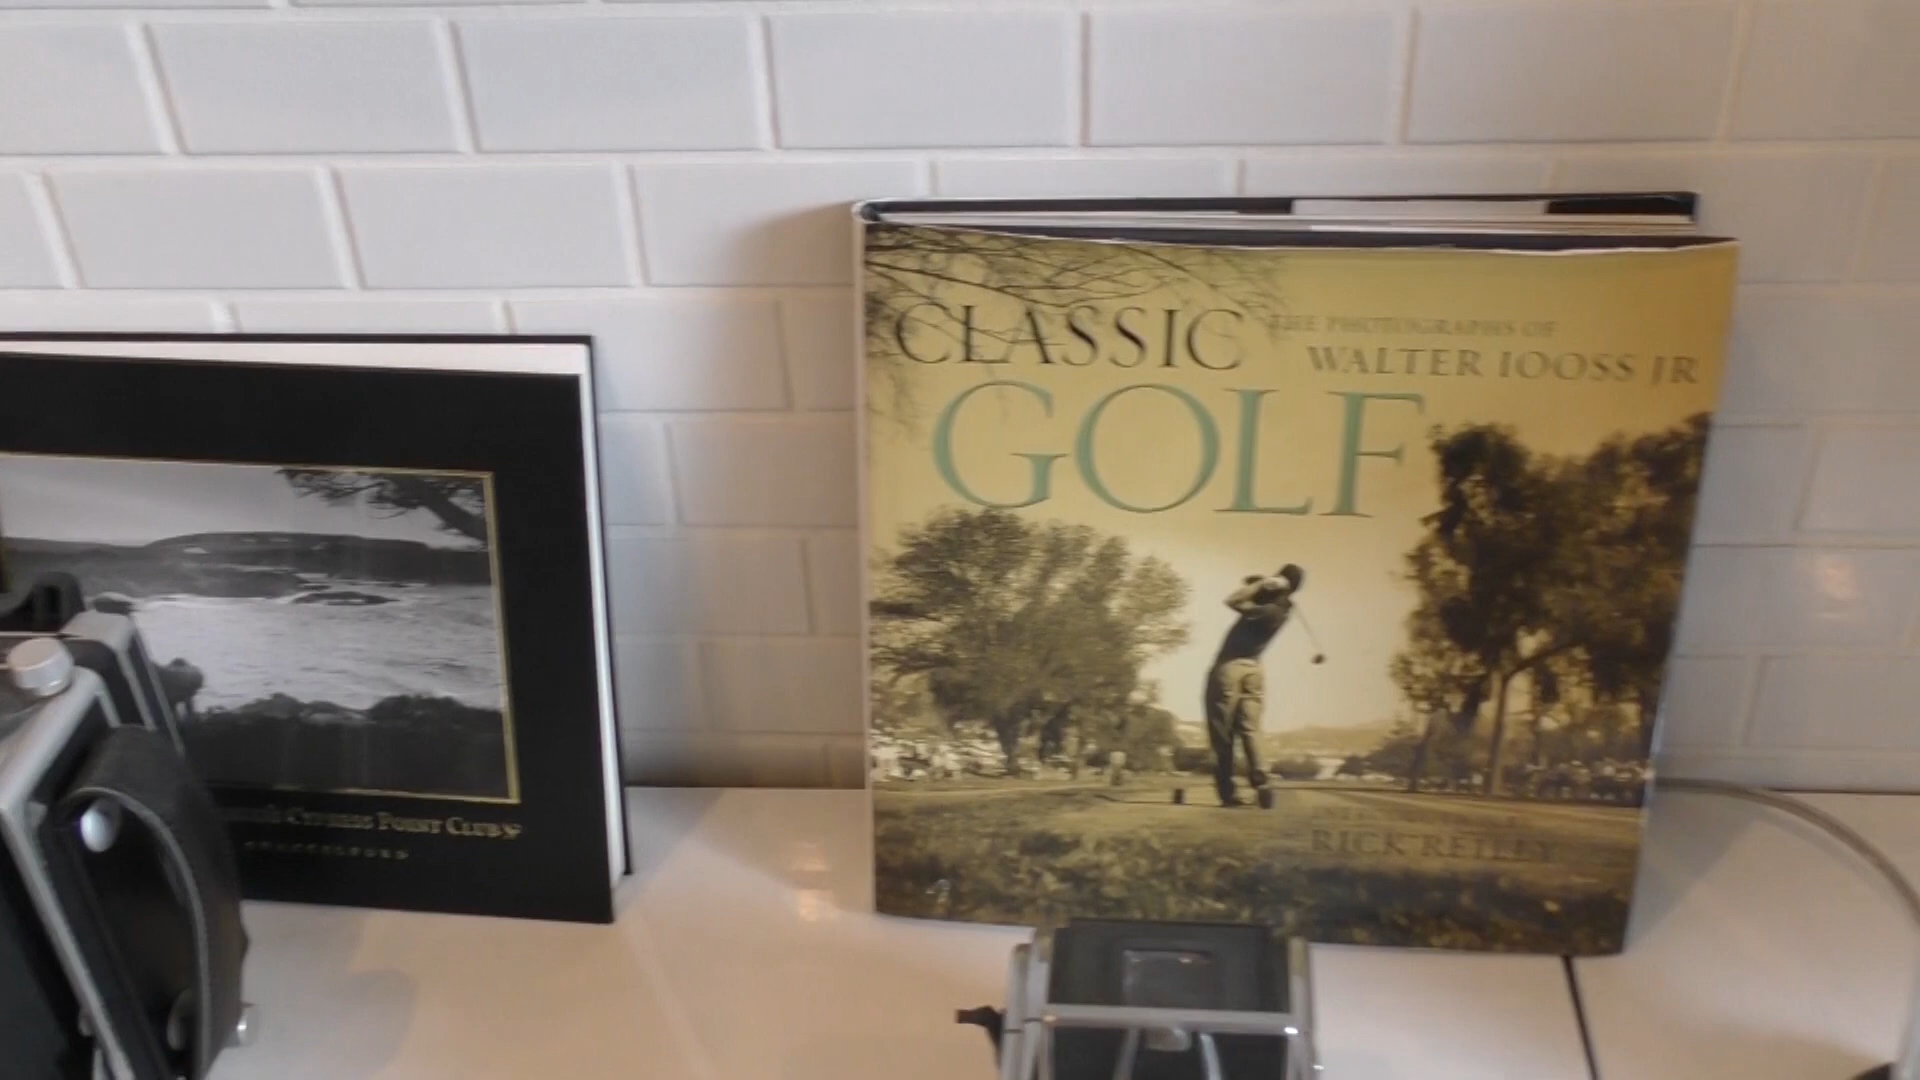 CLASSIC
GOLF
THE PHOTOGRAPHS OF
WALTER IOOSS JR
RICK REILLY
CYPRESS POINT CLUB